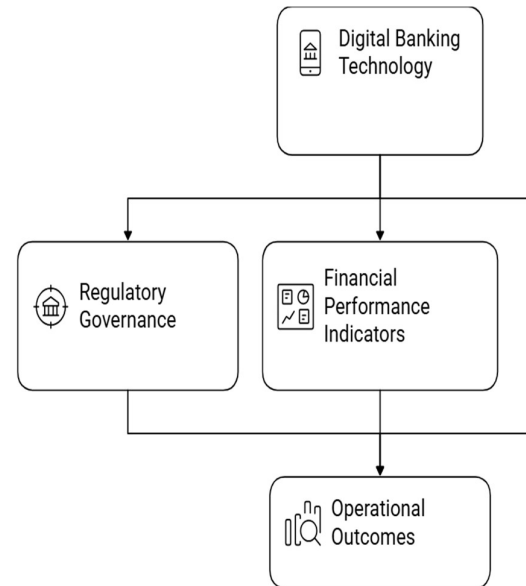 Digital Banking
Technology
Regulatory
Governance
Financial
Performance
Indicators
Operational
Outcomes